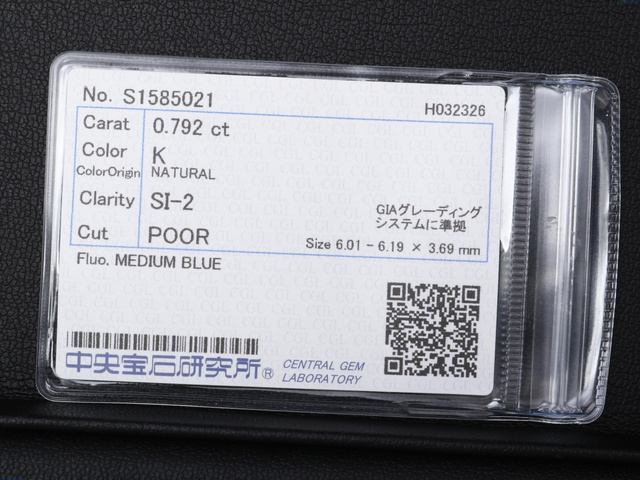 No. S1585021
H032326
Carat 0.792 ct
Color K
ColorOrigin NATURAL
Clarity SI-2
GIAグレーディング
システムに準拠
Cut POOR
Size 6.01 - 6.19 × 3.69 mm
Fluo. MEDIUM BLUE
中央宝石研究所®
CENTRAL GEM
LABORATORY